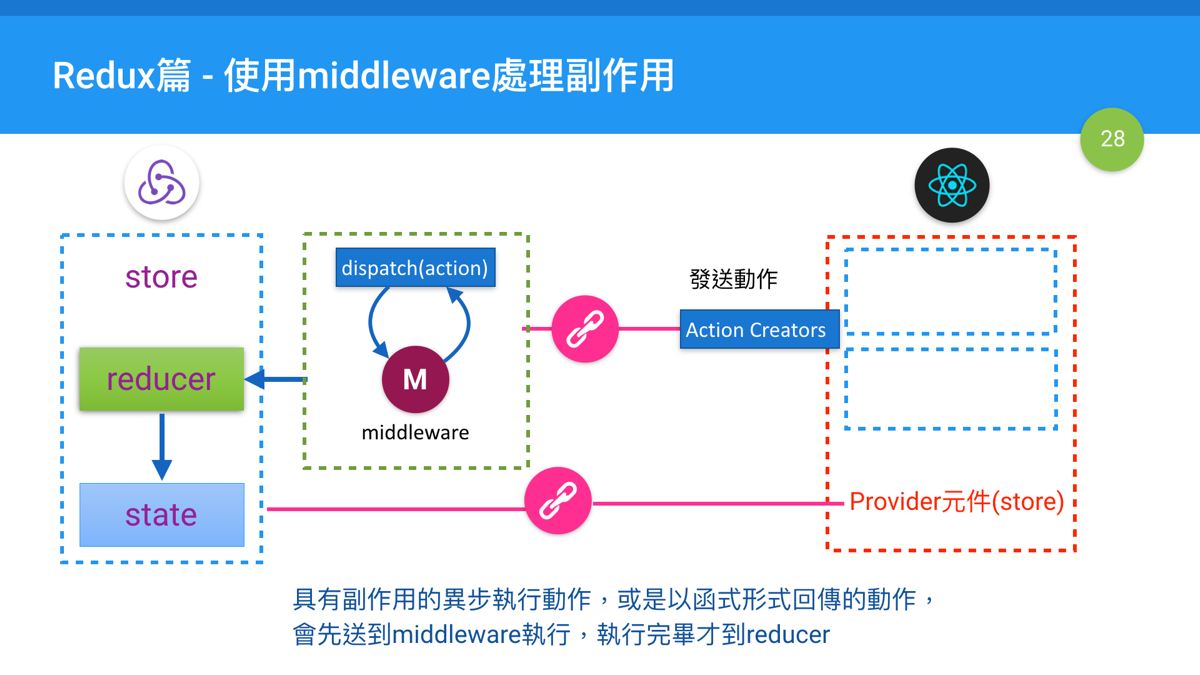 Redux篇 - 使用middleware處理副作用
28
store
dispatch(action)
發送動作
Action Creators
reducer
M
middleware
state
Provider元件(store)
具有副作用的異步執行動作，或是以函式形式回傳的動作，
會先送到middleware執行，執行完畢才到reducer